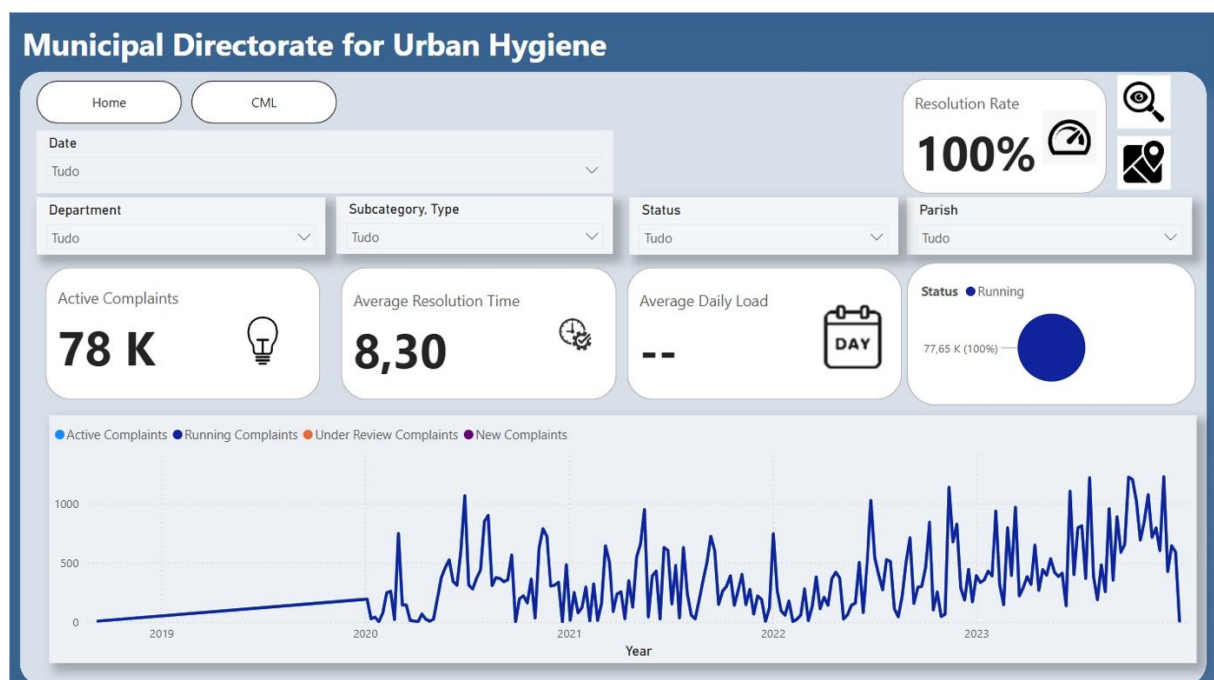 Municipal Directorate for Urban Hygiene
Home
CML
Resolution Rate
100%
Date
Tudo
Department
Tudo
Subcategory, Type
Tudo
Status
Tudo
Parish
Tudo
Active Complaints
78 K
Average Resolution Time
8,30
Average Daily Load
--
DAY
Status Running
77,65 K (100%)
Active Complaints Running Complaints Under Review Complaints New Complaints
1000
500
0
2019 2020 2021 2022 2023
Year